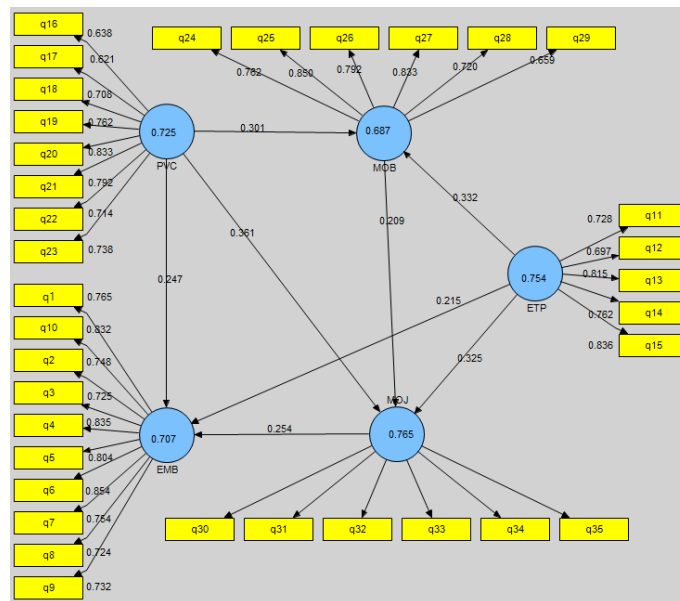 q16
0.638
q17
0.621
q18
0.708
q19
0.762
q20
0.833
q21
0.792
q22
0.714
q23
0.738
q24
q25
q26
q27
q28
q29
0.762
0.850
0.792
0.833
0.720
0.659
0.725
PVC
0.301
0.687
MOB
0.332
0.209
0.361
0.247
0.215
0.325
0.754
ETP
0.728
q11
0.697
q12
0.815
q13
q14
0.762
q15
0.836
q1
0.765
q10
0.832
q2
0.748
q3
0.725
q4
0.835
q5
0.804
q6
0.854
q7
0.754
q8
0.724
q9
0.732
0.707
EMB
0.254
MOJ
0.765
q30
q31
q32
q33
q34
q35